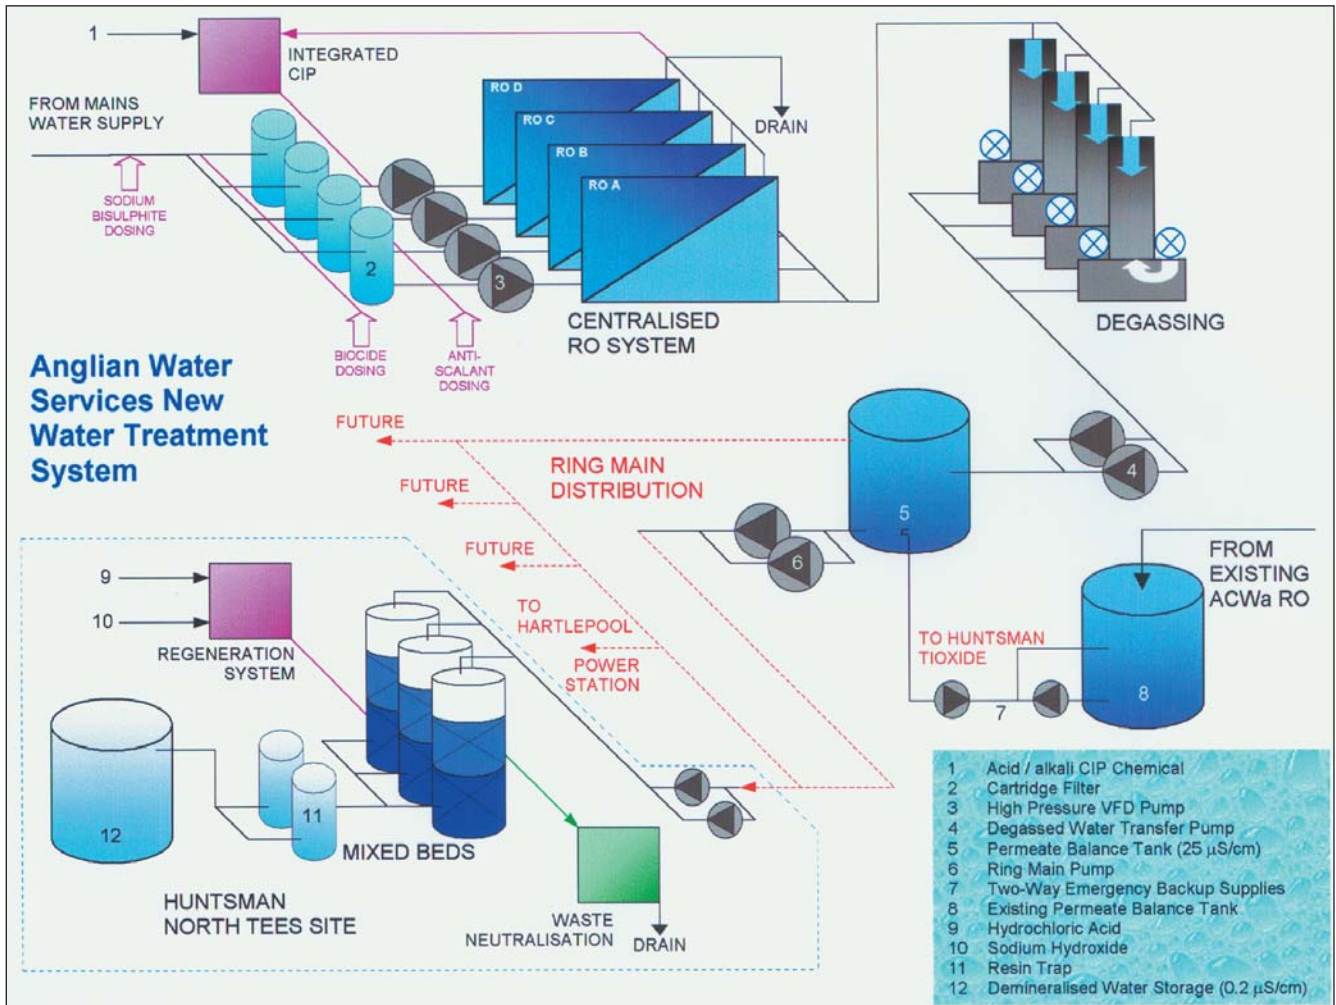 1
INTEGRATED
CIP
FROM MAINS
WATER SUPPLY
SODIUM
BISULPHITE
DOSING
2
3
RO D
RO C
RO B
RO A
DRAIN
CENTRALISED
RO SYSTEM
DEGASSING
BIOCIDE
DOSING
ANTI-
SCALANT
DOSING
Anglian Water
Services New
Water Treatment
System
FUTURE
FUTURE
FUTURE
RING MAIN
DISTRIBUTION
TO
HARTLEPOOL
POWER
STATION
4
5
5
6
FROM
EXISTING
ACWa RO
TO HUNTSMAN
TIOXIDE
7
8
9
10
REGENERATION
SYSTEM
11
12
MIXED BEDS
HUNTSMAN
NORTH TEES SITE
WASTE
NEUTRALISATION
DRAIN
1 Acid / alkali CIP Chemical
2 Cartridge Filter
3 High Pressure VFD Pump
4 Degassed Water Transfer Pump
5 Permeate Balance Tank (25 µS/cm)
6 Ring Main Pump
7 Two-Way Emergency Backup Supplies
8 Existing Permeate Balance Tank
9 Hydrochloric Acid
10 Sodium Hydroxide
11 Resin Trap
12 Demineralised Water Storage (0.2 µS/cm)